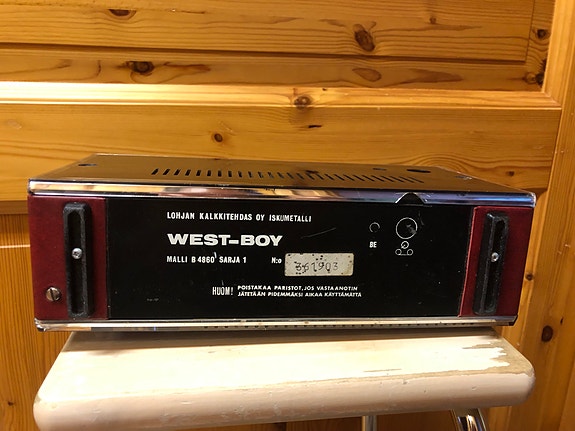 LOHJAN KALKKITEHDAS OY ISKUMETALLI
WEST-BOY
BE
MALLI B 4860 SARJA 1 N:o 361903
HUOM! POISTAKAA PARISTOT, JOS VASTAANOTIN
JÄTETÄÄN PIDEMMÄKSI AIKAA KÄYTTÄMÄTTÄ